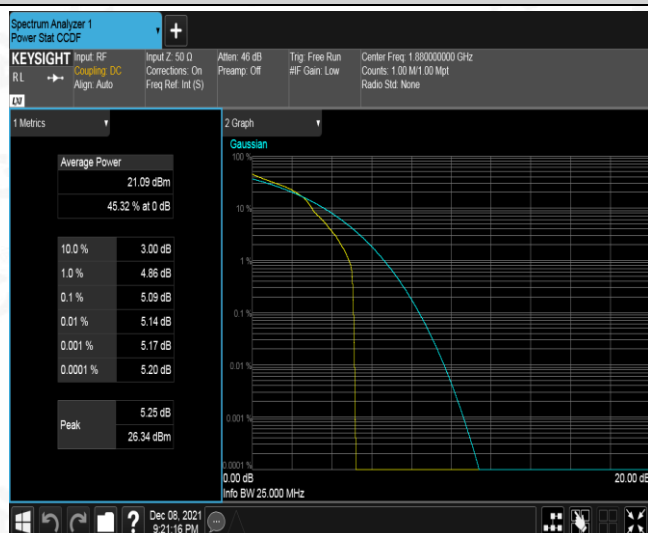 Spectrum Analyzer 1
Power Stat CCDF
+
KEYSIGHT
RL
LXI
Input: RF
Coupling: DC
Align: Auto
Input Z: 50 Ω
Corrections: On
Freq Ref: Int (S)
Atten: 46 dB
Preamp: Off
Trig: Free Run
#IF Gain: Low
Center Freq: 1.880000000 GHz
Counts: 1.00 M/1.00 Mpt
Radio Std: None
1 Metrics
Average Power
21.09 dBm
45.32 % at 0 dB
10.0 % 3.00 dB
1.0 % 4.86 dB
0.1 % 5.09 dB
0.01 % 5.14 dB
0.001 % 5.17 dB
0.0001 % 5.20 dB
Peak
5.25 dB
26.34 dBm
2 Graph
Gaussian
100 %
10 %
1 %
0.1 %
0.01 %
0.001 %
0.0001 %
0.00 dB 20.00 dB
Info BW 25.000 MHz
?
Dec 08, 2021
9:21:16 PM